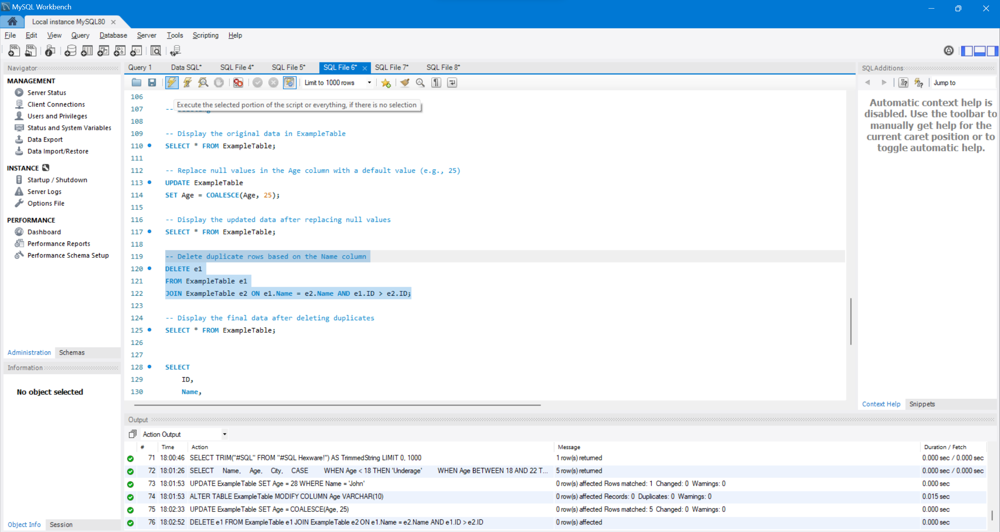 MySQL Workbench
Local instance MySQL80
File Edit View Query Database Server Tools Scripting Help
Navigator
MANAGEMENT
Server Status
Client Connections
Users and Privileges
Status and System Variables
Data Export
Data Import/Restore
INSTANCE
Startup / Shutdown
Server Logs
Options File
PERFORMANCE
Dashboard
Performance Reports
Performance Schema Setup
Administration Schemas
Information
No object selected
Object Info Session
Query 1 Data SQL* SQL File 4* SQL File 5* SQL File 6* SQL File 7* SQL File 8*
Limit to 1000 rows
Execute the selected portion of the script or everything, if there is no selection
106
107 --
108
109 -- Display the original data in ExampleTable
110 SELECT * FROM ExampleTable;
111
112 -- Replace null values in the Age column with a default value (e.g., 25)
113 UPDATE ExampleTable
114 SET Age = COALESCE(Age, 25);
115
116 -- Display the updated data after replacing null values
117 SELECT * FROM ExampleTable;
118
119 -- Delete duplicate rows based on the Name column
120 DELETE e1
121 FROM ExampleTable e1
122 JOIN ExampleTable e2 ON e1.Name = e2.Name AND e1.ID > e2.ID;
123
124 -- Display the final data after deleting duplicates
125 SELECT * FROM ExampleTable;
126
127
128 SELECT
129 ID,
130 Name,
SQLAdditions
Jump to
Automatic context help is
disabled. Use the toolbar to
manually get help for the
current caret position or to
toggle automatic help.
Context Help Snippets
Output
Action Output
# Time Action Message Duration / Fetch
71 18:00:46 SELECT TRIM("#SQL" FROM "#SQL Hexware!") AS TrimmedString LIMIT 0, 1000 1 row(s) returned 0.000 sec / 0.000 sec
72 18:01:26 SELECT Name, Age, City, CASE WHEN Age < 18 THEN 'Underage' WHEN Age BETWEEN 18 AND 22 T... 5 row(s) returned 0.000 sec / 0.000 sec
73 18:01:53 UPDATE ExampleTable SET Age = 28 WHERE Name = 'John' 0 row(s) affected Rows matched: 1 Changed: 0 Warnings: 0 0.000 sec
74 18:01:53 ALTER TABLE ExampleTable MODIFY COLUMN Age VARCHAR(10) 0 row(s) affected Records: 0 Duplicates: 0 Warnings: 0 0.015 sec
75 18:02:33 UPDATE ExampleTable SET Age = COALESCE(Age, 25) 0 row(s) affected Rows matched: 5 Changed: 0 Warnings: 0 0.000 sec
76 18:02:52 DELETE e1 FROM ExampleTable e1 JOIN ExampleTable e2 ON e1.Name = e2.Name AND e1.ID > e2.ID 0 row(s) affected 0.000 sec